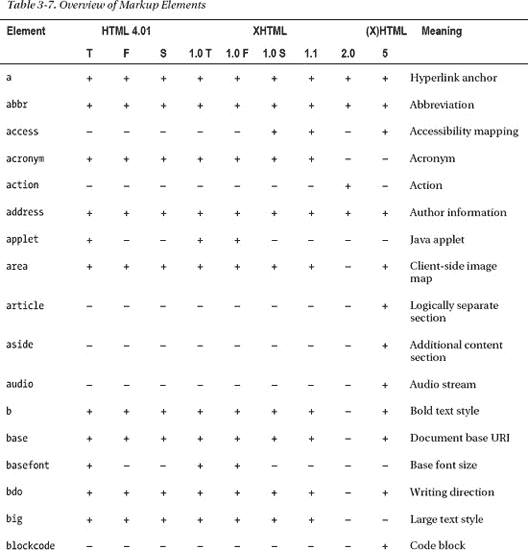 Table 3-7. Overview of Markup Elements
Element HTML 4.01 XHTML (X)HTML Meaning
T F S 1.0 T 1.0 F 1.0 S 1.1 2.0 5
a + + + + + + + + + Hyperlink anchor
abbr + + + + + + + + + Abbreviation
access – – – – – + + – + Accessibility mapping
acronym + + + + + + + – – Acronym
action – – – – – – – + – Action
address + + + + + + + + + Author information
applet + – – + + – – – – Java applet
area + + + + + + + – + Client-side image
map
article – – – – – – – – + Logically separate
section
aside – – – – – – – – + Additional content
section
audio – – – – – – – – + Audio stream
b + + + + + + + – + Bold text style
base + + + + + + + – + Document base URI
basefont + – – + + – – – – Base font size
bdo + + + + + + + – + Writing direction
big + + + + + + + – – Large text style
blockcode – – – – – – – – + Code block